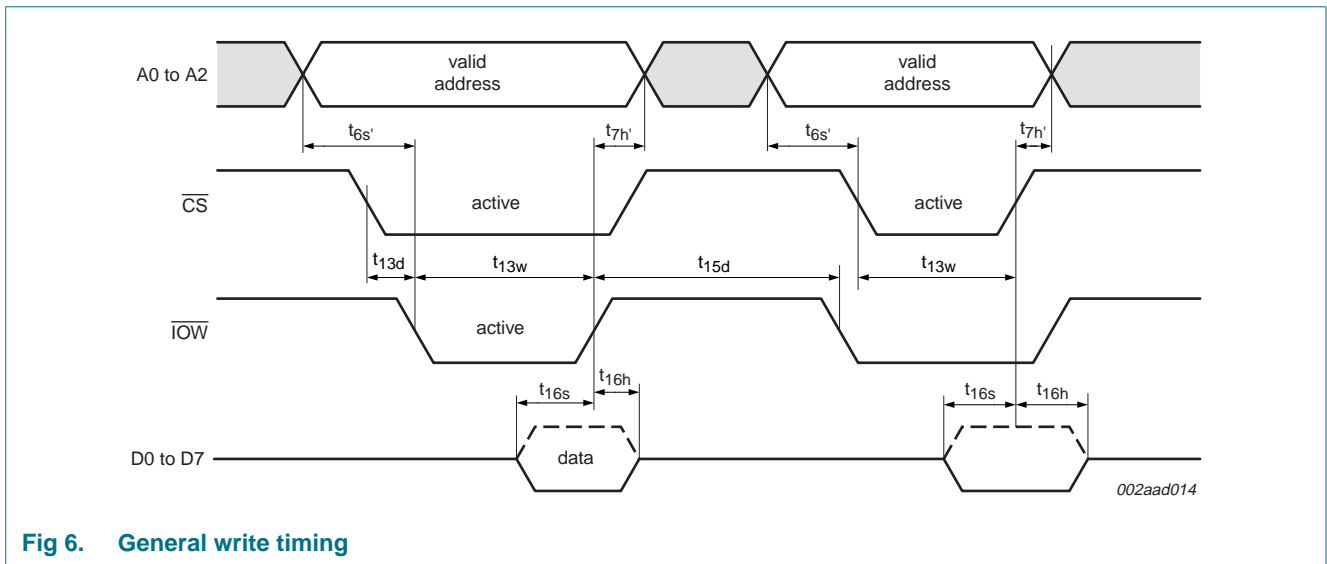 valid
address
valid
address
A0 to A2
t6s'
t7h'
t6s'
t7h'
CS
active
active
t13d
t13w
t15d
t13w
IOW
active
t16s
t16h
t16s
t16h
D0 to D7
data
002aad014
Fig 6. General write timing